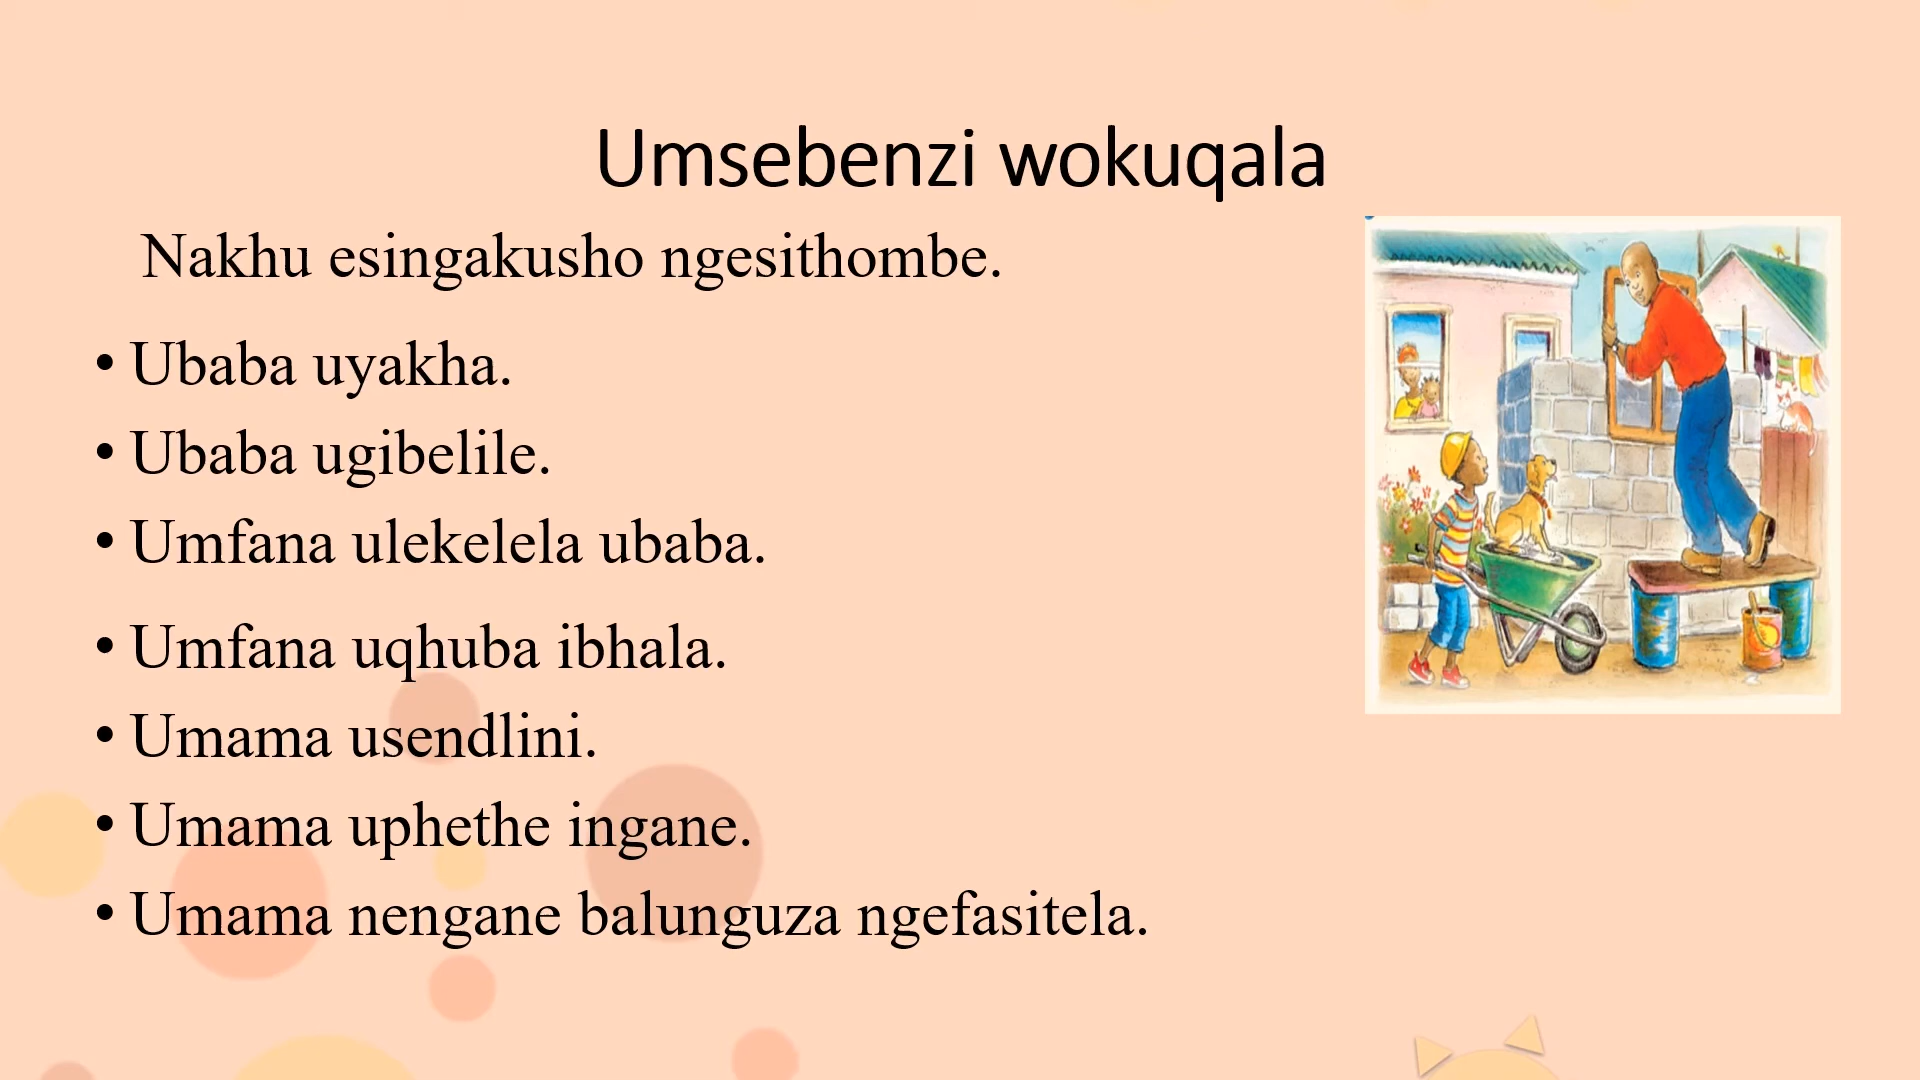 Umsebenzi wokuqala
Nakhu esingakusho ngesithombe.
• Ubaba uyakha.
• Ubaba ugibelile.
• Umfana ulekelela ubaba.
• Umfana uqhuba ibhala.
• Umama usendlini.
• Umama uphethe ingane.
• Umama nengane balunguza ngefasitela.